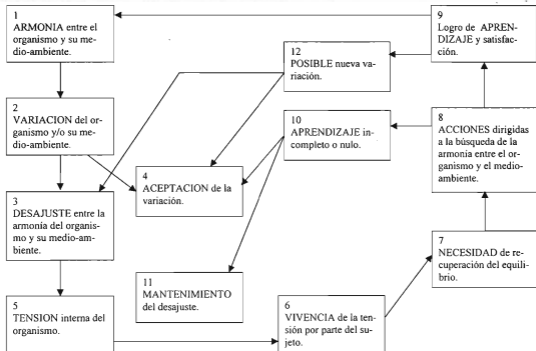 1
ARMONIA entre el
organismo y su me-
dio-ambiente.
2
VARIACION del or-
ganismo y/o su me-
dio-ambiente.
3
DESAJUSTE entre la
armonía del organis-
mo y su medio-am-
biente.
4
ACEPTACION de la
variación.
5
TENSION interna del
organismo.
6
VIVENCIA de la ten-
sión por parte del su-
jeto.
7
NECESIDAD de re-
cuperación del equili-
brio.
8
ACCIONES dirigidas
a la búsqueda de la
armonia entre el or-
ganismo y el medio-
ambiente.
9
Logro de APREN-
DIZAJE y satisfac-
ción.
10
APRENDIZAJE in-
completo o nulo.
11
MANTENIMIENTO
del desajuste.
12
POSIBLE nueva va-
riación.